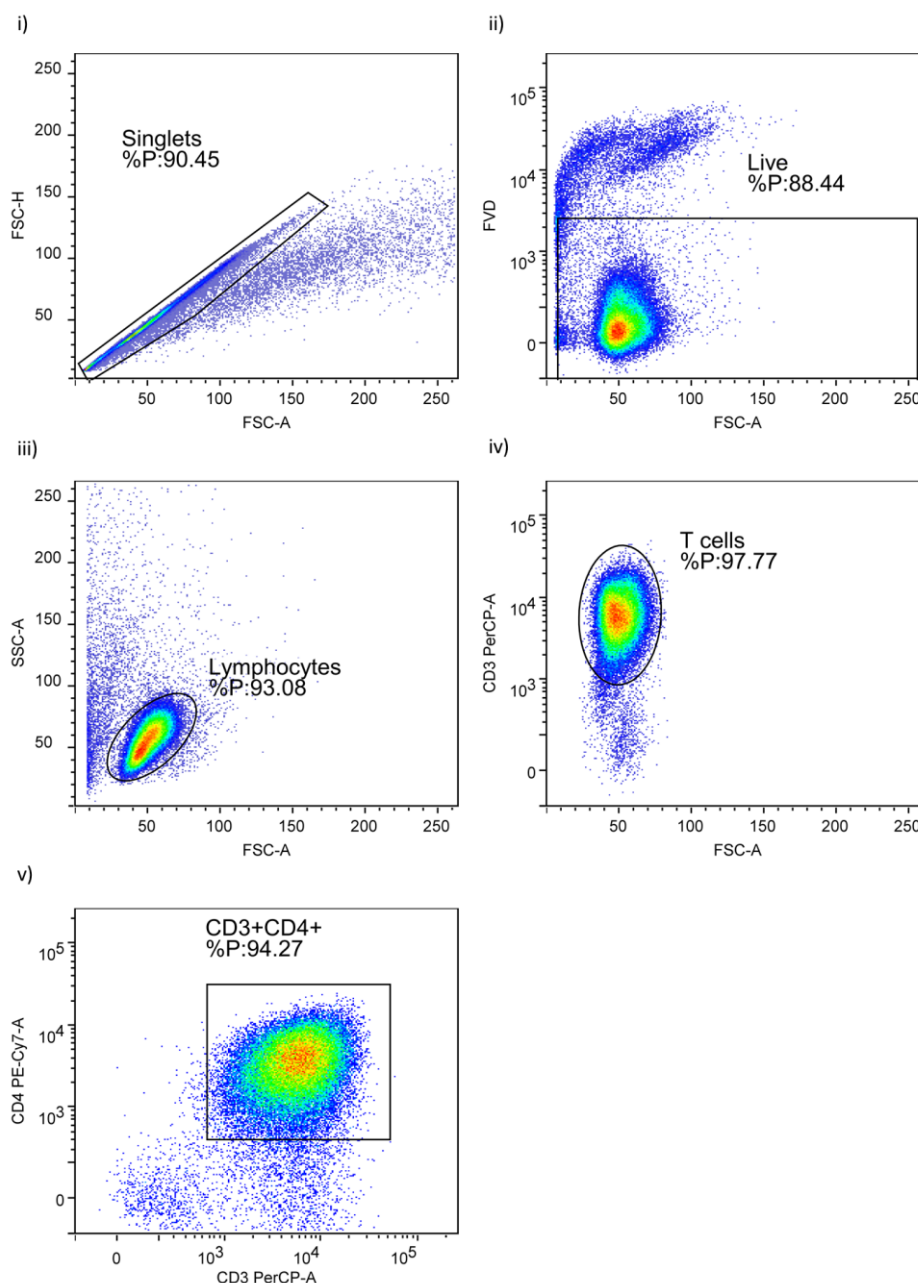 i)
250
200
150
100
50
FSC-H
Singlets
%P:90.45
50 100 150 200 250
FSC-A
ii)
10^5
10^4
10^3
0
FVD
Live
%P:88.44
50 100 150 200 250
FSC-A
iii)
250
200
150
100
50
SSC-A
Lymphocytes
%P:93.08
50 100 150 200 250
FSC-A
iv)
10^5
10^4
10^3
0
CD3 PerCP-A
T cells
%P:97.77
50 100 150 200 250
FSC-A
v)
CD3+CD4+
%P:94.27
10^5
10^4
10^3
0
CD4 PE-Cy7-A
0 10^3 10^4 10^5
CD3 PerCP-A